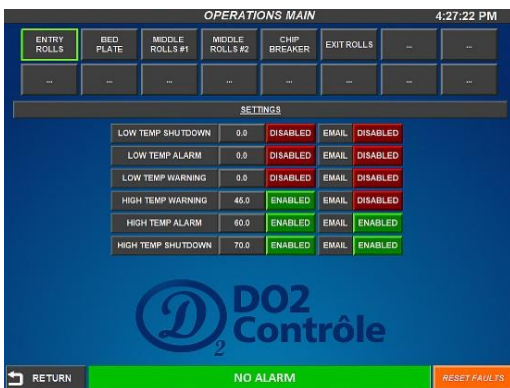 OPERATIONS MAIN 4:27:22 PM
ENTRY ROLLS
BED PLATE
MIDDLE ROLLS #1
MIDDLE ROLLS #2
CHIP BREAKER
EXIT ROLLS
...
...
... ... ... ... ... ... ... ...
SETTINGS
LOW TEMP SHUTDOWN 0.0 DISABLED EMAIL DISABLED
LOW TEMP ALARM 0.0 DISABLED EMAIL DISABLED
LOW TEMP WARNING 0.0 DISABLED EMAIL DISABLED
HIGH TEMP WARNING 45.0 ENABLED EMAIL DISABLED
HIGH TEMP ALARM 60.0 ENABLED EMAIL ENABLED
HIGH TEMP SHUTDOWN 70.0 ENABLED EMAIL ENABLED
D2 DO2
Contrôle
RETURN NO ALARM RESET FAULTS